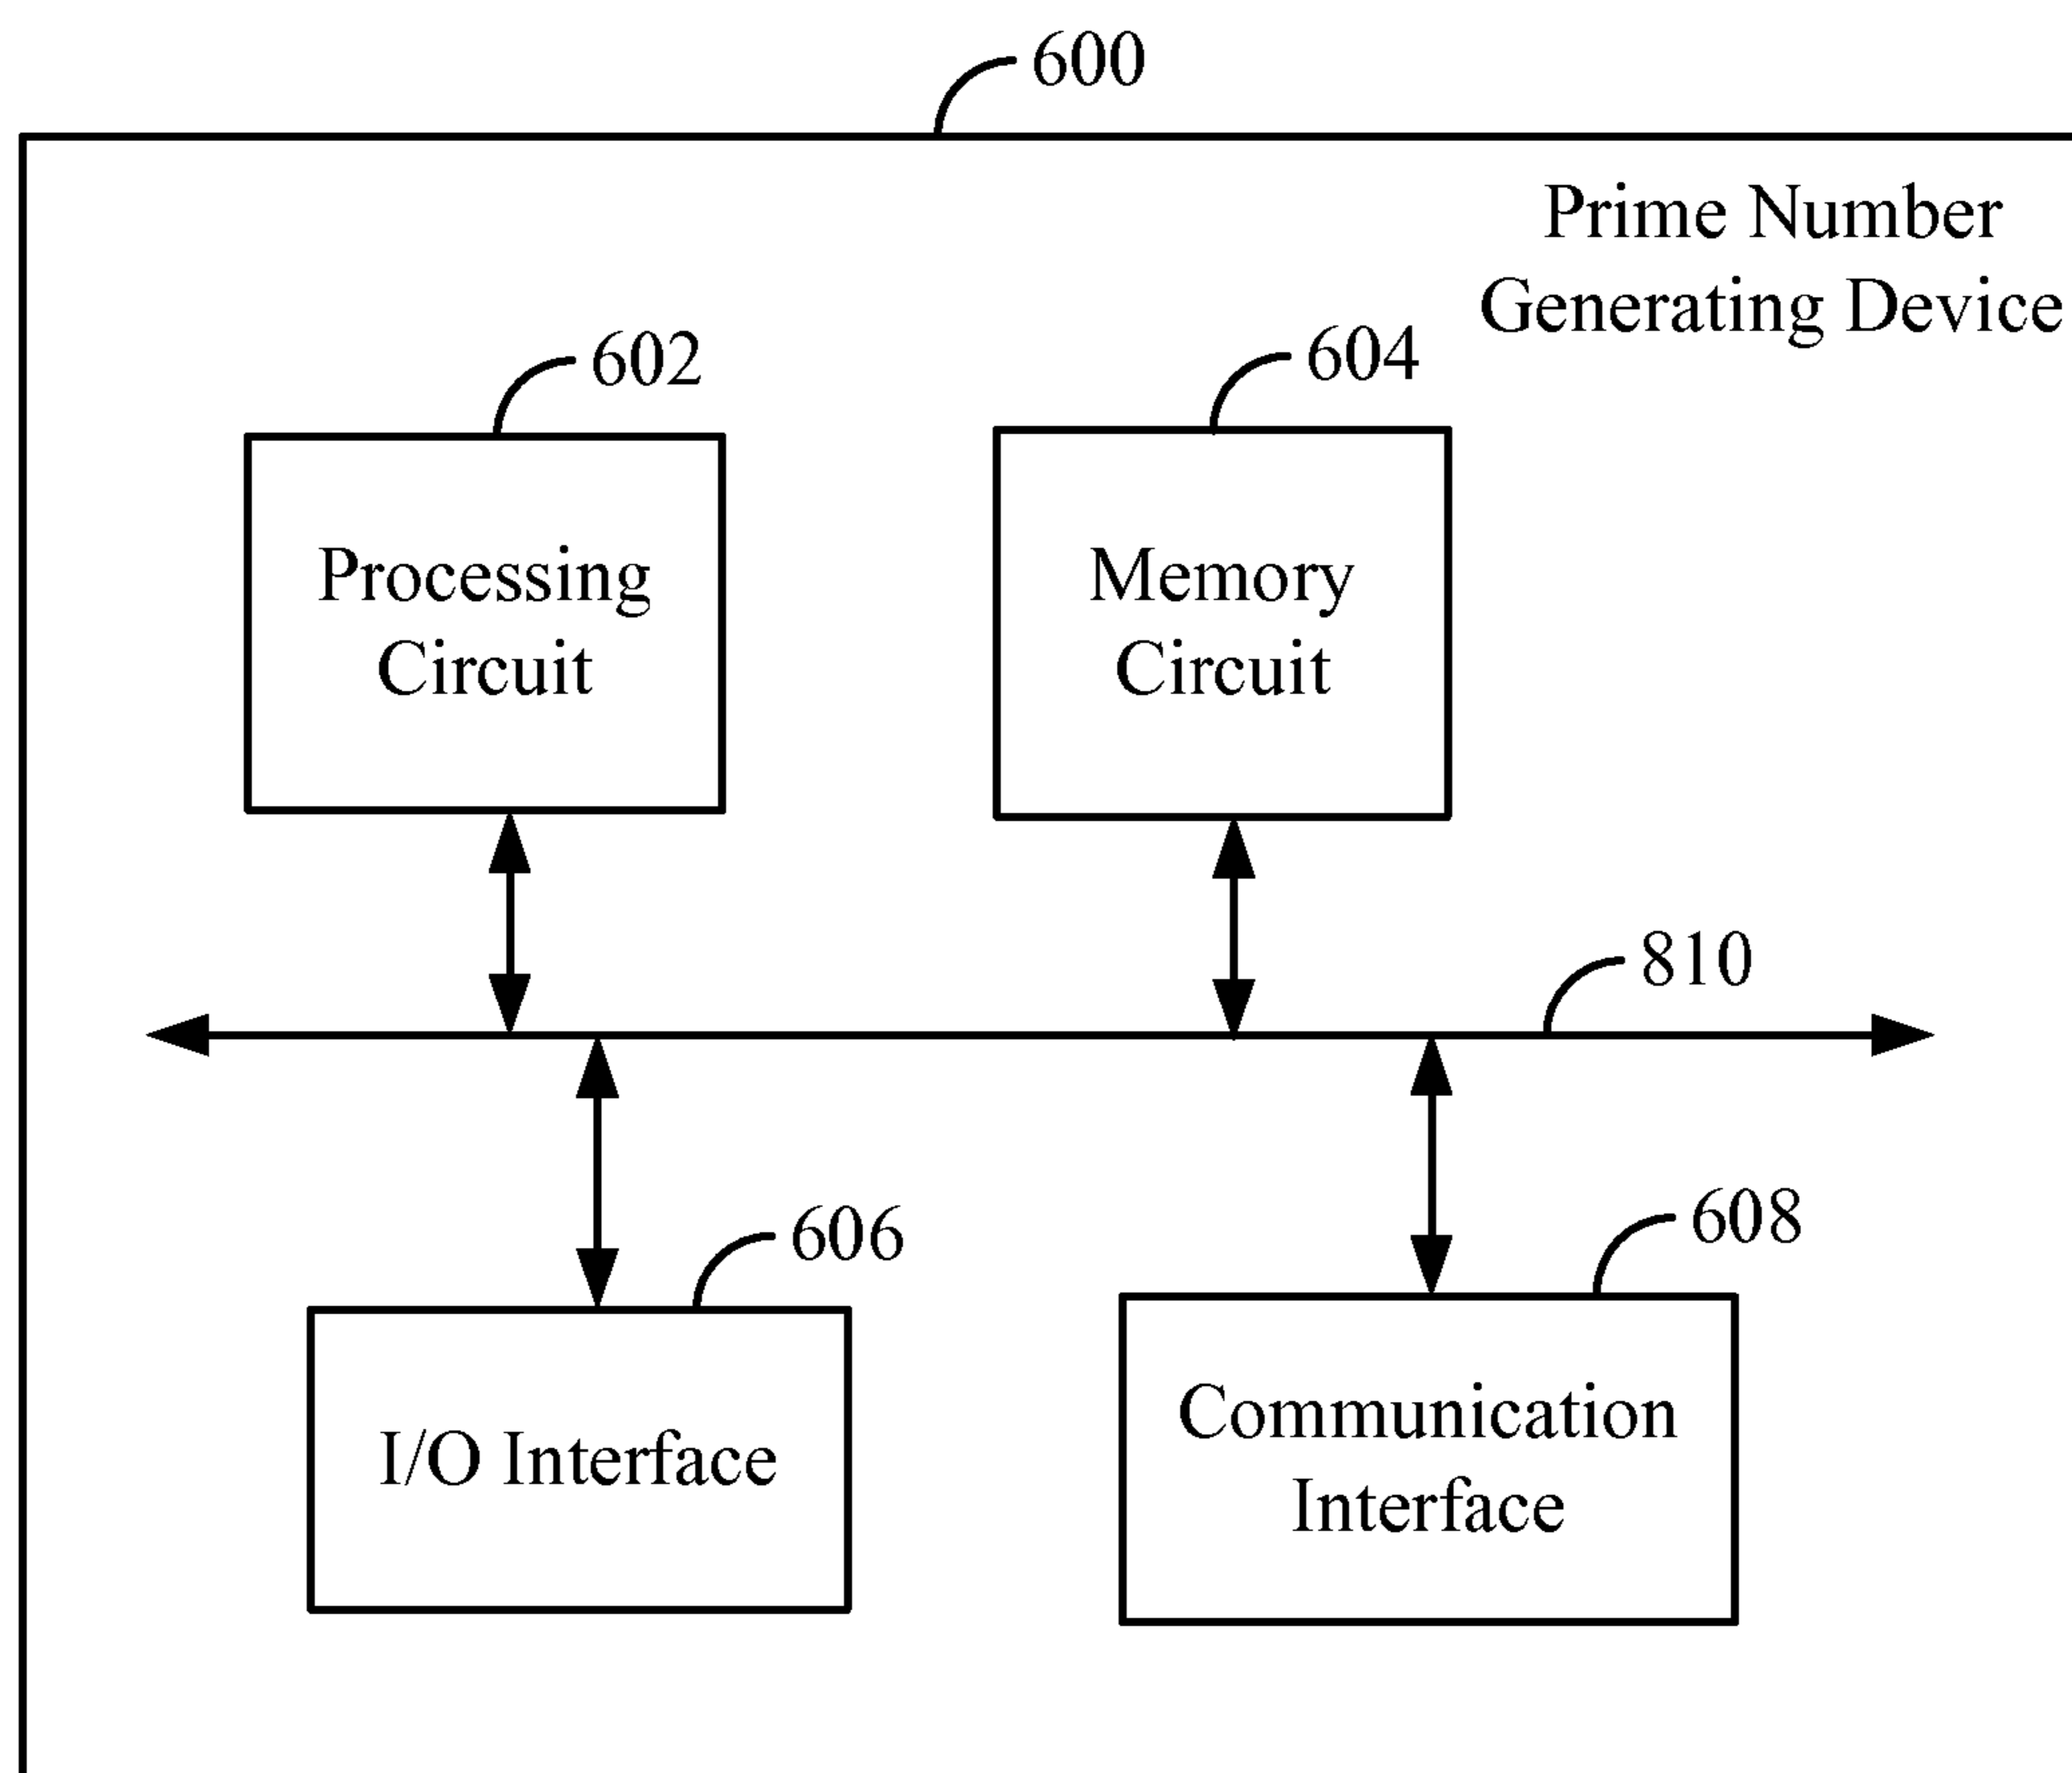 600
Prime Number
Generating Device
602
604
Processing
Circuit
Memory
Circuit
810
606
608
I/O Interface
Communication
Interface